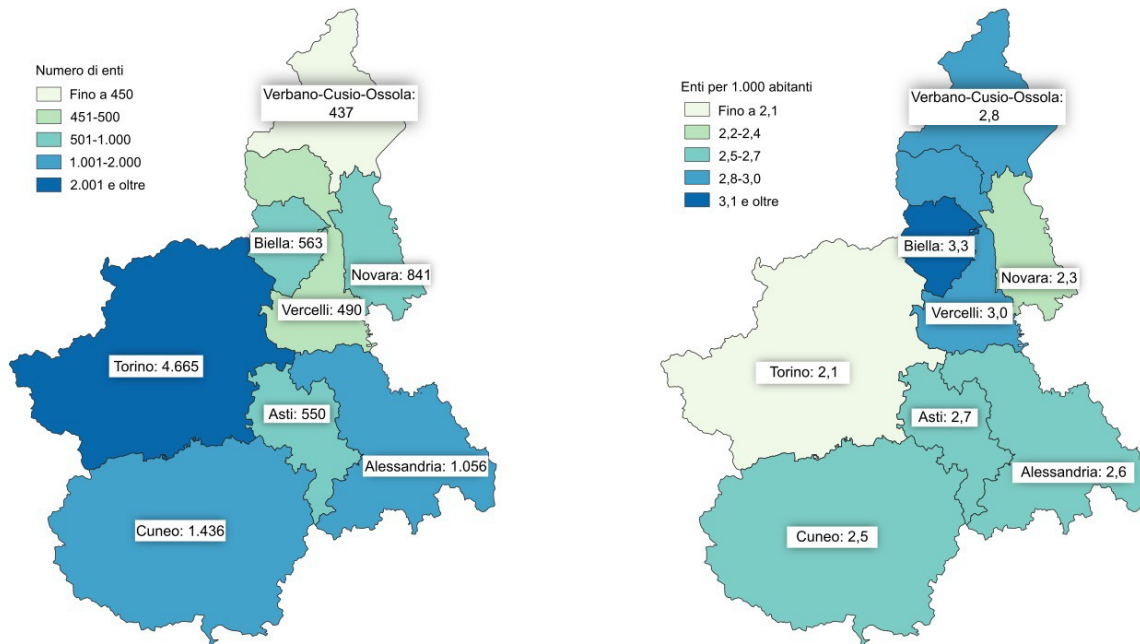 Numero di enti
Fino a 450
451-500
501-1.000
1.001-2.000
2.001 e oltre
Verbano-Cusio-Ossola:
437
Biella: 563
Novara: 841
Vercelli: 490
Torino: 4.665
Asti: 550
Alessandria: 1.056
Cuneo: 1.436
Enti per 1.000 abitanti
Fino a 2,1
2,2-2,4
2,5-2,7
2,8-3,0
3,1 e oltre
Verbano-Cusio-Ossola:
2,8
Biella: 3,3
Novara: 2,3
Vercelli: 3,0
Torino: 2,1
Asti: 2,7
Alessandria: 2,6
Cuneo: 2,5